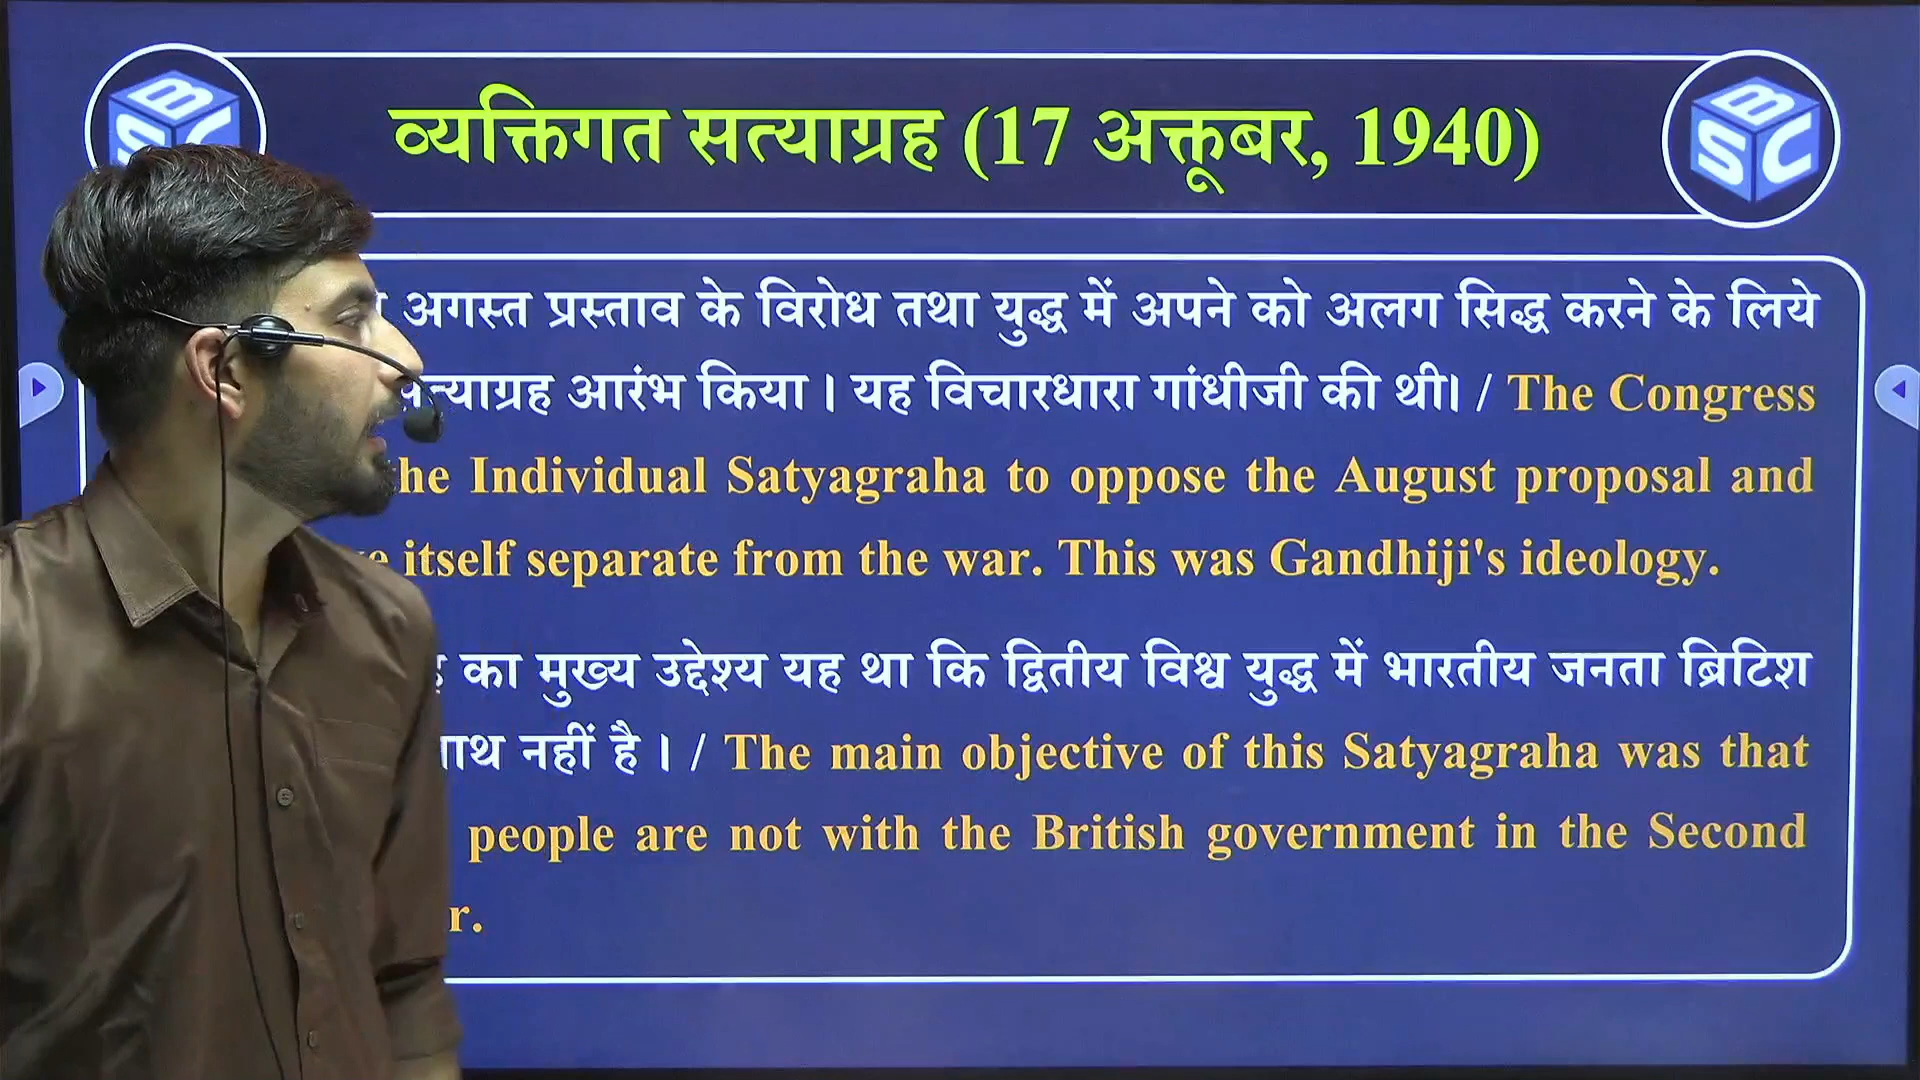 व्यक्तिगत सत्याग्रह (17 अक्तूबर, 1940)
BSC
BSC
अगस्त प्रस्ताव के विरोध तथा युद्ध में अपने को अलग सिद्ध करने के लिये
आरंभ किया । यह विचारधारा गांधीजी की थी। / The Congress
Individual Satyagraha to oppose the August proposal and
itself separate from the war. This was Gandhiji's ideology.
का मुख्य उद्देश्य यह था कि द्वितीय विश्व युद्ध में भारतीय जनता ब्रिटिश
नहीं है । / The main objective of this Satyagraha was that
people are not with the British government in the Second